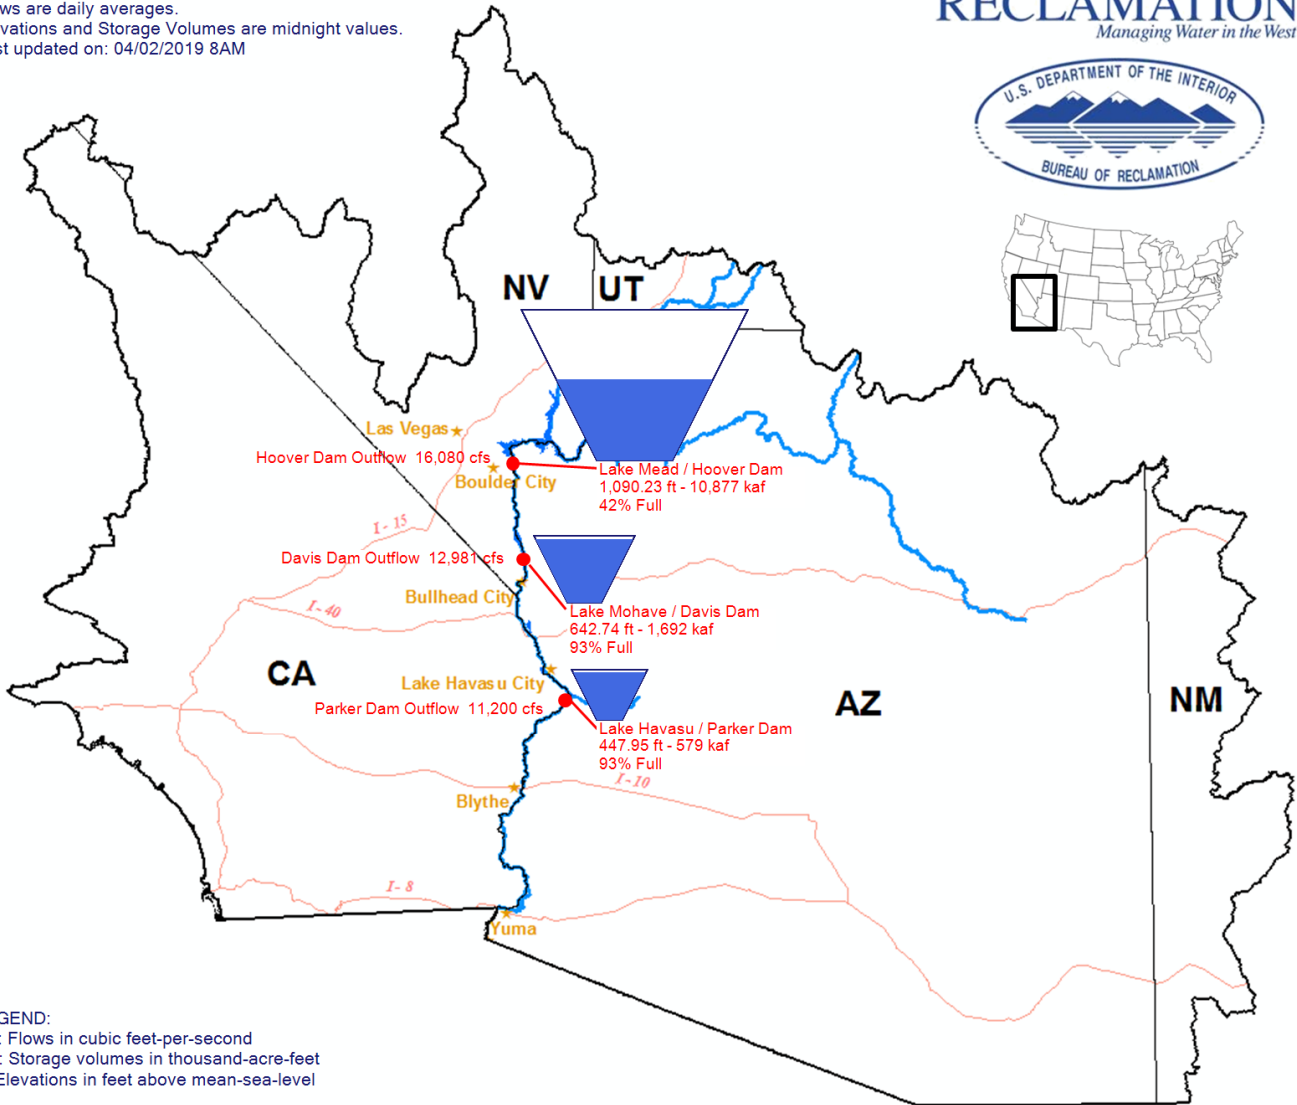 ws are daily averages.
vations and Storage Volumes are midnight values.
t updated on: 04/02/2019 8AM
RECLAMATION
Managing Water in the West
U.S. DEPARTMENT OF THE INTERIOR
BUREAU OF RECLAMATION
NV
UT
Las Vegas
Hoover Dam Outflow 16,080 cfs
Boulder City
Lake Mead / Hoover Dam
1,090.23 ft - 10,877 kaf
42% Full
I - 15
Davis Dam Outflow 12,981 cfs
Bullhead City
I - 40
Lake Mohave / Davis Dam
642.74 ft - 1,692 kaf
93% Full
CA
Lake Havasu City
AZ
NM
Parker Dam Outflow 11,200 cfs
Lake Havasu / Parker Dam
447.95 ft - 579 kaf
93% Full
I - 10
Blythe
I - 8
Yuma
GEND:
: Flows in cubic feet-per-second
: Storage volumes in thousand-acre-feet
Elevations in feet above mean-sea-level